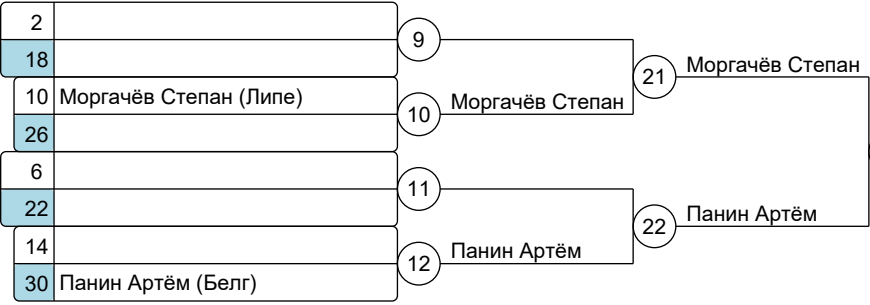 2
9
18
21 Моргачёв Степан
10 Моргачёв Степан (Липе)
10 Моргачёв Степан
26
6
11
22
22 Панин Артём
14
12 Панин Артём
30 Панин Артём (Белг)